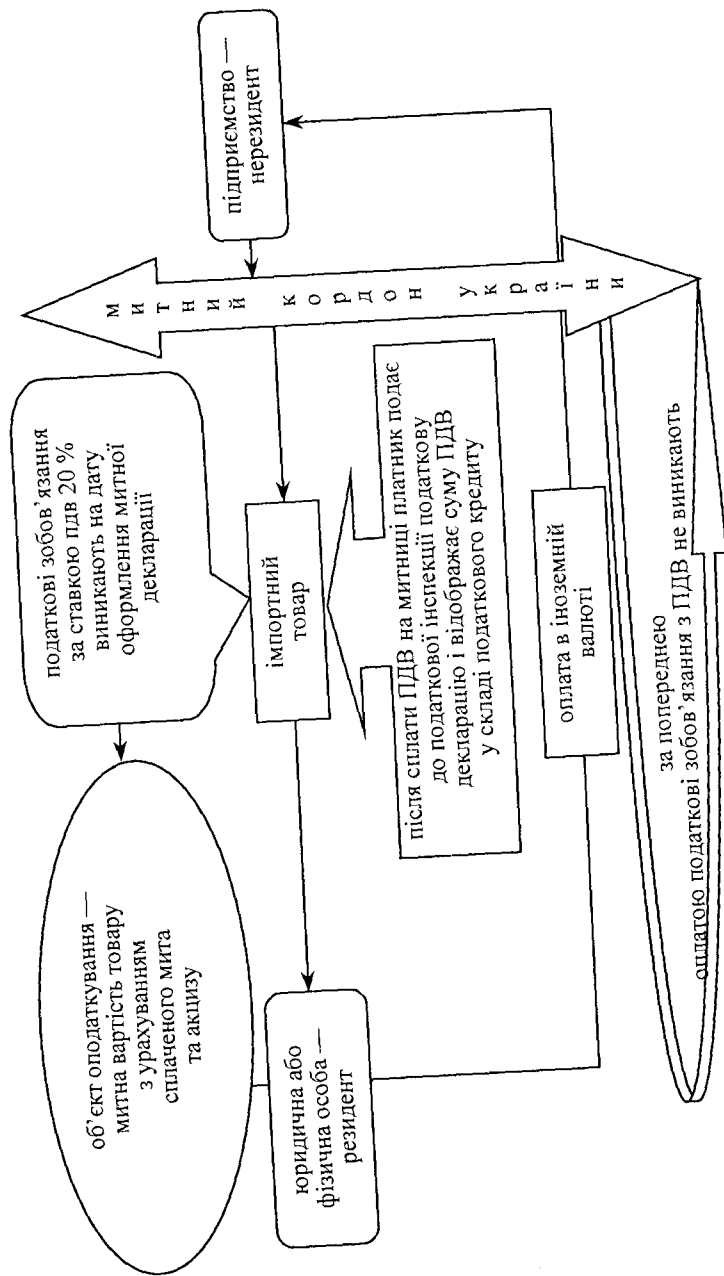 об’єкт оподаткування —
митна вартість товару
з урахуванням
сплаченого мита
та акцизу
податкові зобов’язання
за ставкою пдв 20 %
виникають на дату
оформлення митної
декларації
підприємство —
нерезидент
митний кордон україни
імпортний
товар
юридична або
фізична особа —
резидент
після сплати ПДВ на митниці платник подає
до податкової інспекції податкову
декларацію і відображає суму ПДВ
у складі податкового кредиту
оплата в іноземній
валюті
за попередньою
оплатою податкові зобов’язання з ПДВ не виникають